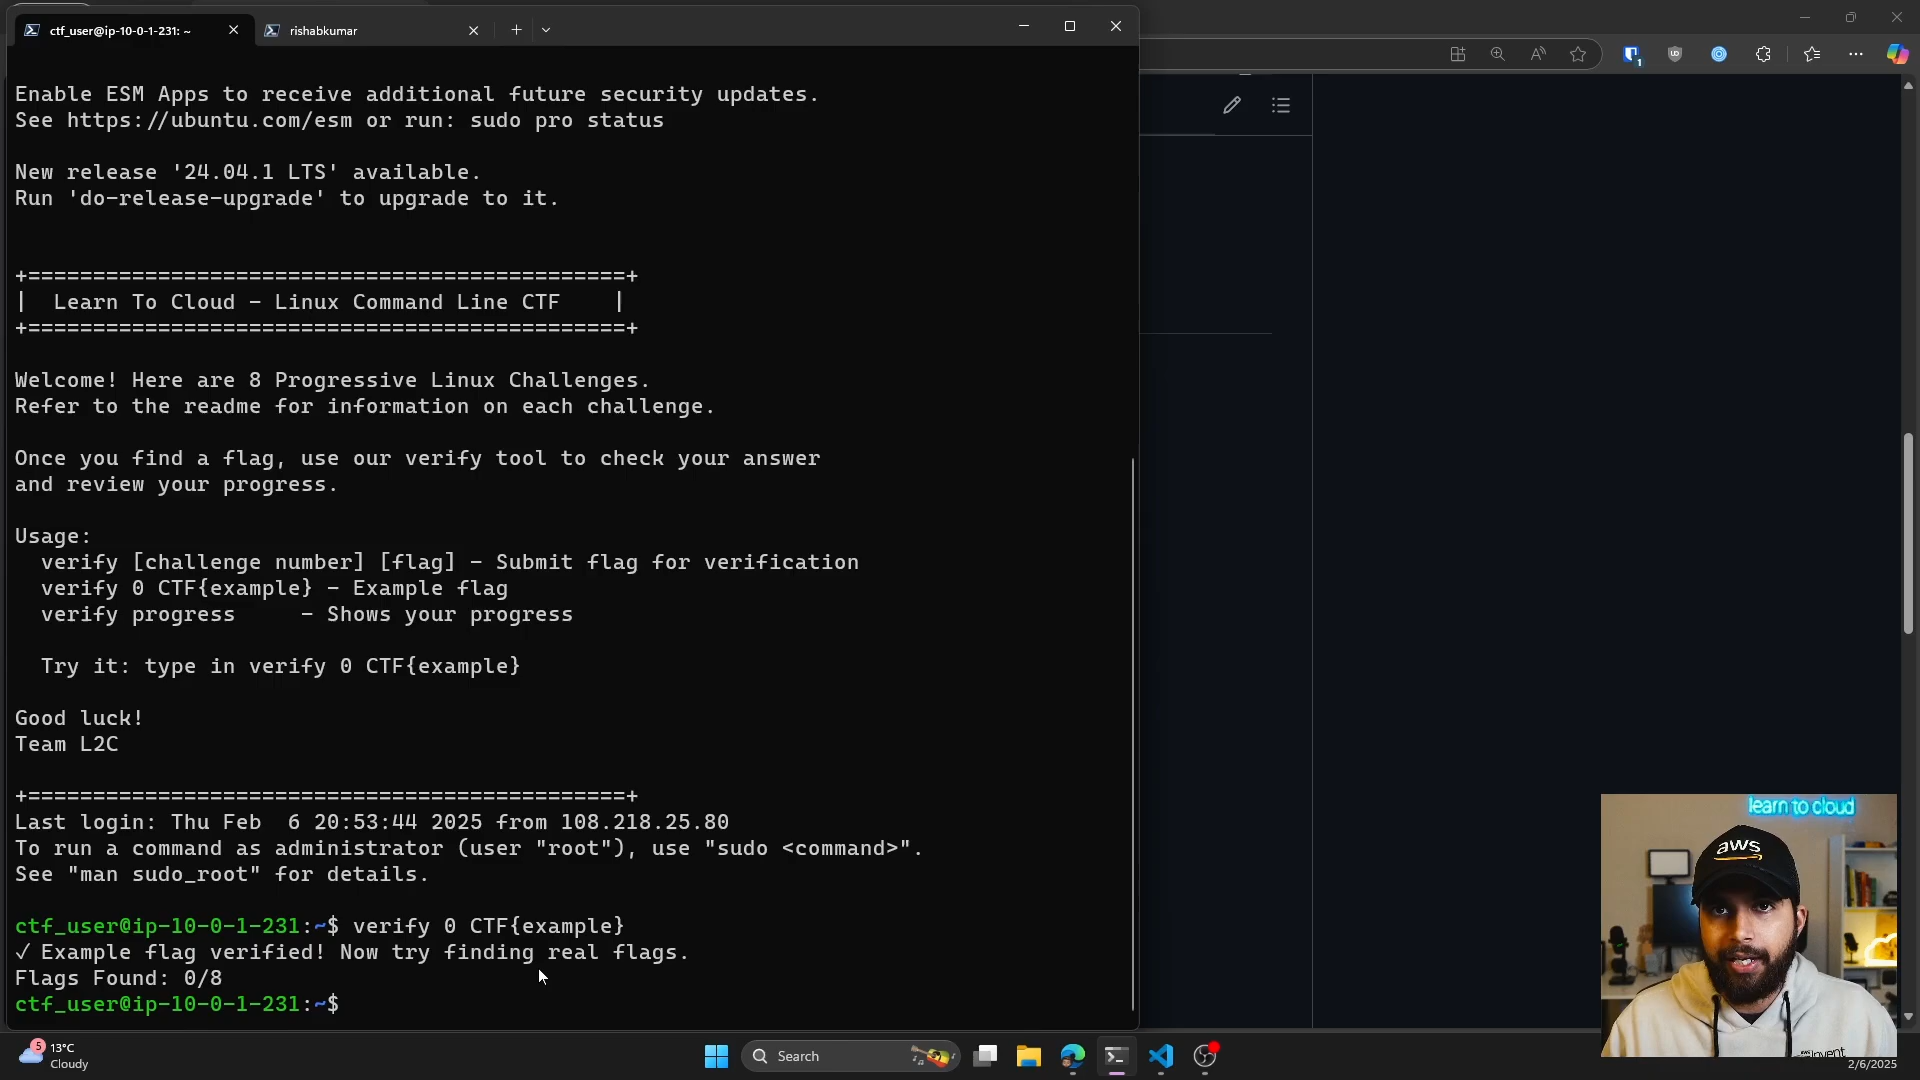 ctf_user@ip-10-0-1-231: ~
rishabkumar
Enable ESM Apps to receive additional future security updates.
See https://ubuntu.com/esm or run: sudo pro status
New release '24.04.1 LTS' available.
Run 'do-release-upgrade' to upgrade to it.
+==============================================+
|  Learn To Cloud - Linux Command Line CTF    |
+==============================================+
Welcome! Here are 8 Progressive Linux Challenges.
Refer to the readme for information on each challenge.
Once you find a flag, use our verify tool to check your answer
and review your progress.
Usage:
  verify [challenge number] [flag] - Submit flag for verification
  verify 0 CTF{example} - Example flag
  verify progress     - Shows your progress
  Try it: type in verify 0 CTF{example}
Good luck!
Team L2C
+==============================================+
Last login: Thu Feb  6 20:53:44 2025 from 108.218.25.80
To run a command as administrator (user "root"), use "sudo <command>".
See "man sudo_root" for details.
ctf_user@ip-10-0-1-231:~$ verify 0 CTF{example}
✓ Example flag verified! Now try finding real flags.
Flags Found: 0/8
ctf_user@ip-10-0-1-231:~$
learn to cloud
aws
5
13°C
Cloudy
Search
2/6/2025